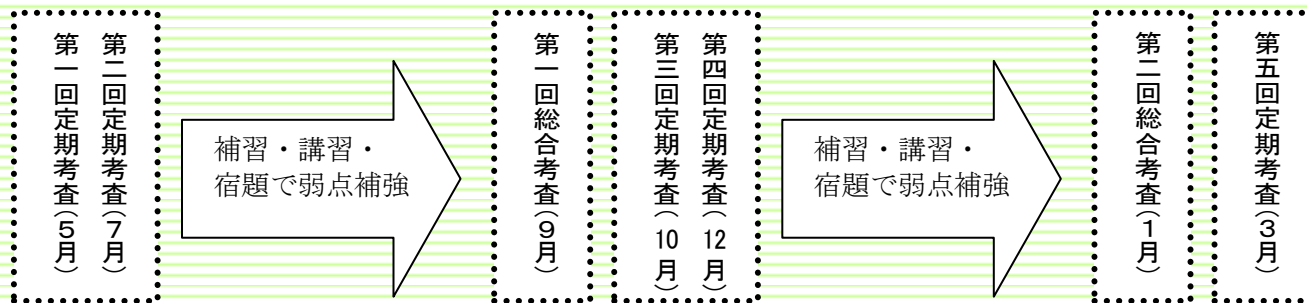 第一回定期考査(5月)
第二回定期考査(7月)
補習・講習・
宿題で弱点補強
第一回総合考査(9月)
第三回定期考査(10月)
第四回定期考査(12月)
補習・講習・
宿題で弱点補強
第二回総合考査(1月)
第五回定期考査(3月)